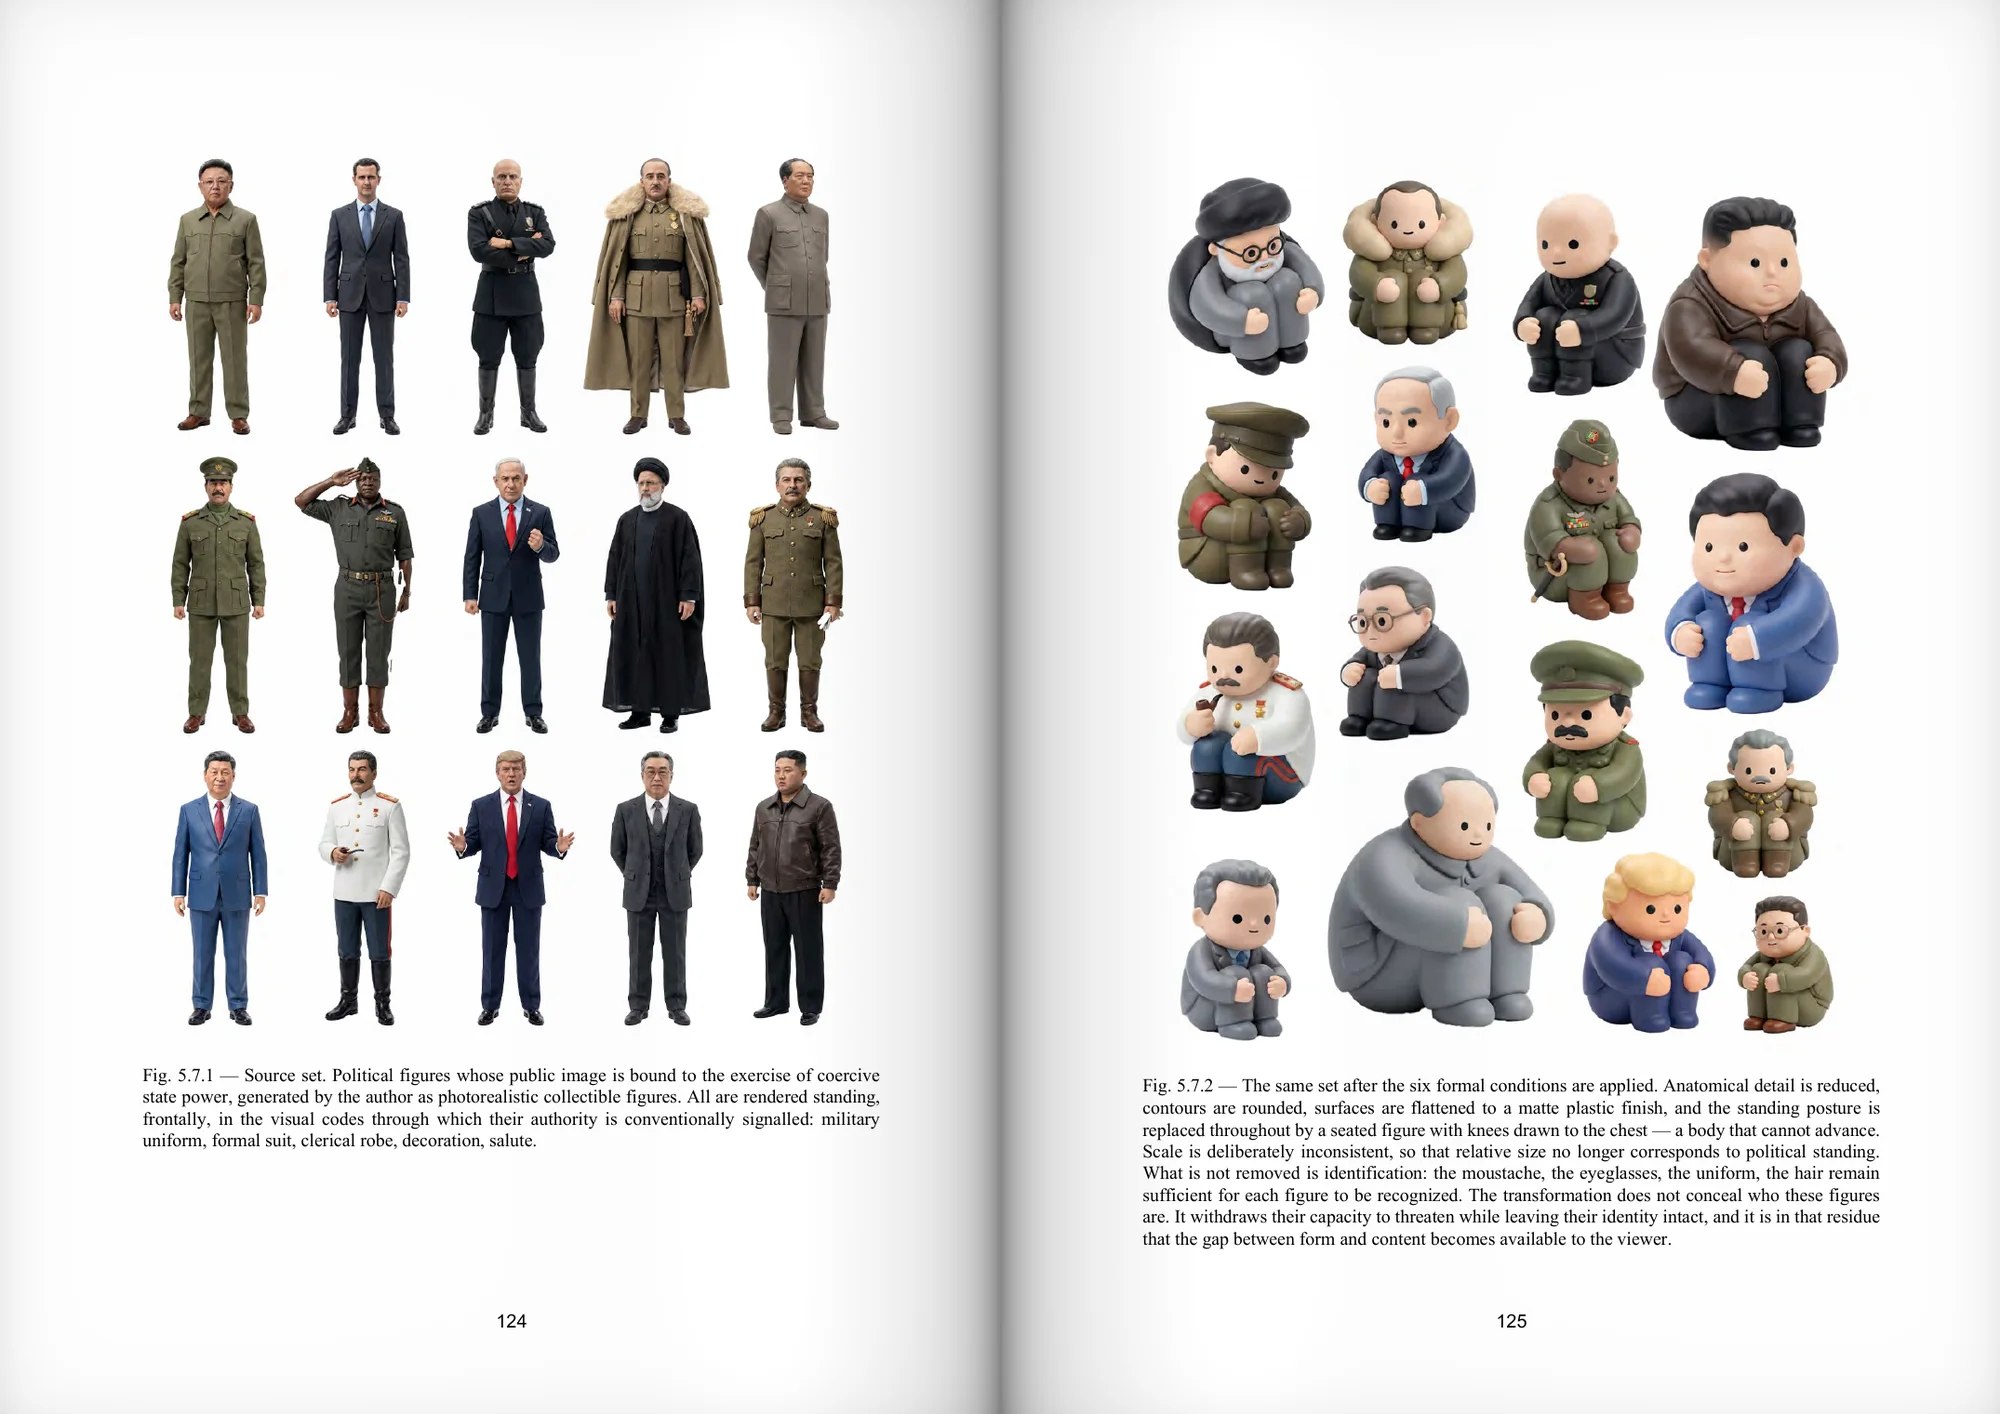 Fig. 5.7.1 — Source set. Political figures whose public image is bound to the exercise of coercive
state power, generated by the author as photorealistic collectible figures. All are rendered standing,
frontally, in the visual codes through which their authority is conventionally signalled: military
uniform, formal suit, clerical robe, decoration, salute.
124
Fig. 5.7.2 — The same set after the six formal conditions are applied. Anatomical detail is reduced,
contours are rounded, surfaces are flattened to a matte plastic finish, and the standing posture is
replaced throughout by a seated figure with knees drawn to the chest — a body that cannot advance.
Scale is deliberately inconsistent, so that relative size no longer corresponds to political standing.
What is not removed is identification: the moustache, the eyeglasses, the uniform, the hair remain
sufficient for each figure to be recognized. The transformation does not conceal who these figures
are. It withdraws their capacity to threaten while leaving their identity intact, and it is in that residue
that the gap between form and content becomes available to the viewer.
125